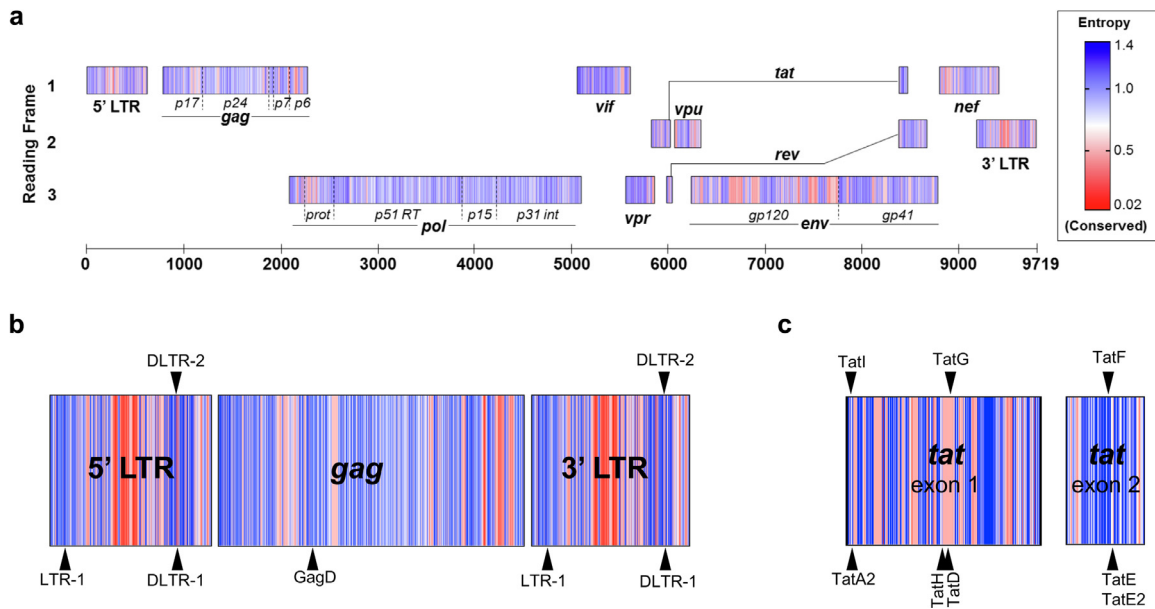 a
Entropy
1.4
1.0
0.5
0.02
(Conserved)
Reading Frame
1
2
3
5’ LTR
p17
p24
p7
p6
gag
vif
tat
nef
vpu
rev
3’ LTR
prot
p51 RT
p15
p31 int
pol
vpr
gp120
gp41
env
0
1000
2000
3000
4000
5000
6000
7000
8000
9000
9719
b
DLTR-2
DLTR-2
5’ LTR
gag
3’ LTR
LTR-1
DLTR-1
GagD
LTR-1
DLTR-1
c
TatI
TatG
TatF
tat
exon 1
tat
exon 2
TatA2
TatH
TatD
TatE
TatE2